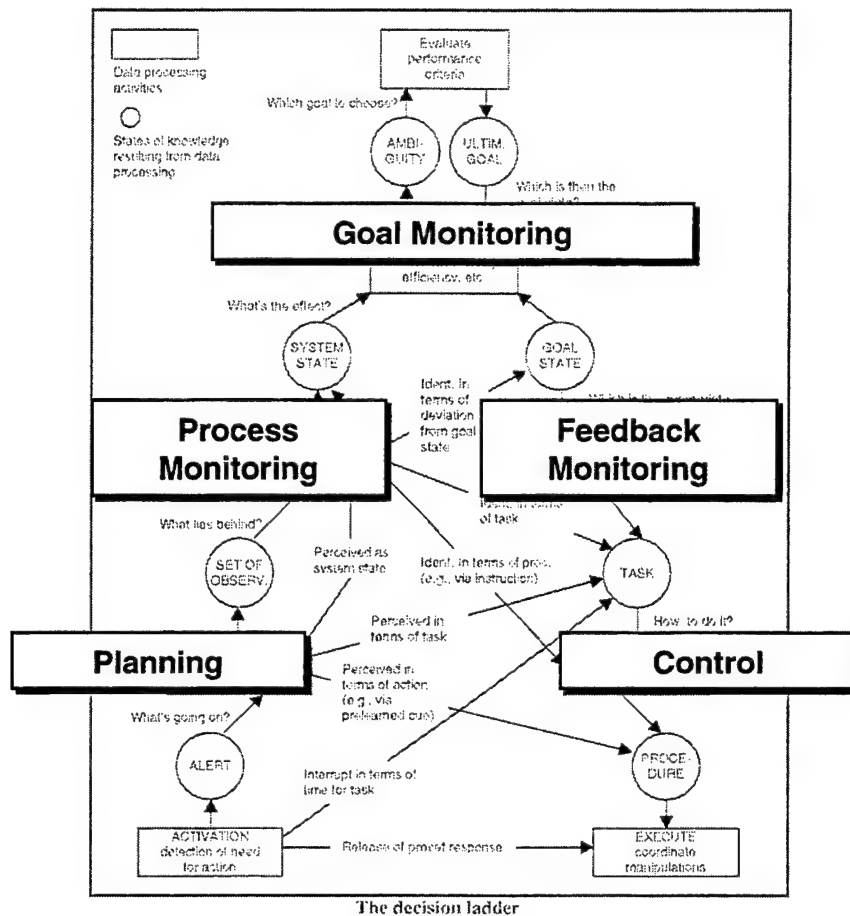 Evaluate
performance
criteria
Data processing
activities
Which goal to choose?
States of knowledge
resulting from data
processing
AMBI-
GUITY
ULTIM.
GOAL
Which is then the
Goal Monitoring
efficiency, etc
What's the effect?
SYSTEM
STATE
GOAL
STATE
Ident. in
terms of
deviation
from goal
state
Process
Monitoring
Feedback
Monitoring
What lies behind?
of task
SET OF
OBSERV.
Perceived as
system state
Ident. in terms of proc.
(e.g., via instruction)
TASK
Perceived in
terms of task
How to do it?
Planning
Control
Perceived in
terms of action
(e.g., via
prelearned cue)
What's going on?
ALERT
PROCE-
DURE
Interrupt in terms of
time for task
ACTIVATION
detection of need
for action
Release of preset response
EXECUTE
coordinate
manipulations
The decision ladder